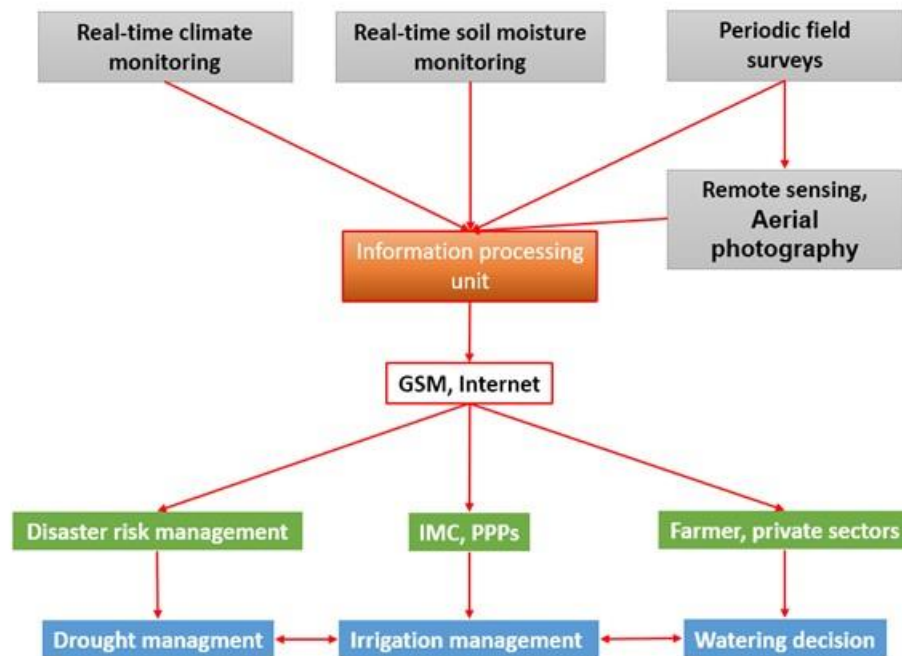 Real-time climate
monitoring
Real-time soil moisture
monitoring
Periodic field
surveys
Remote sensing,
Aerial
photography
Information processing
unit
GSM, Internet
Disaster risk management
IMC, PPPs
Farmer, private sectors
Drought managment
Irrigation management
Watering decision